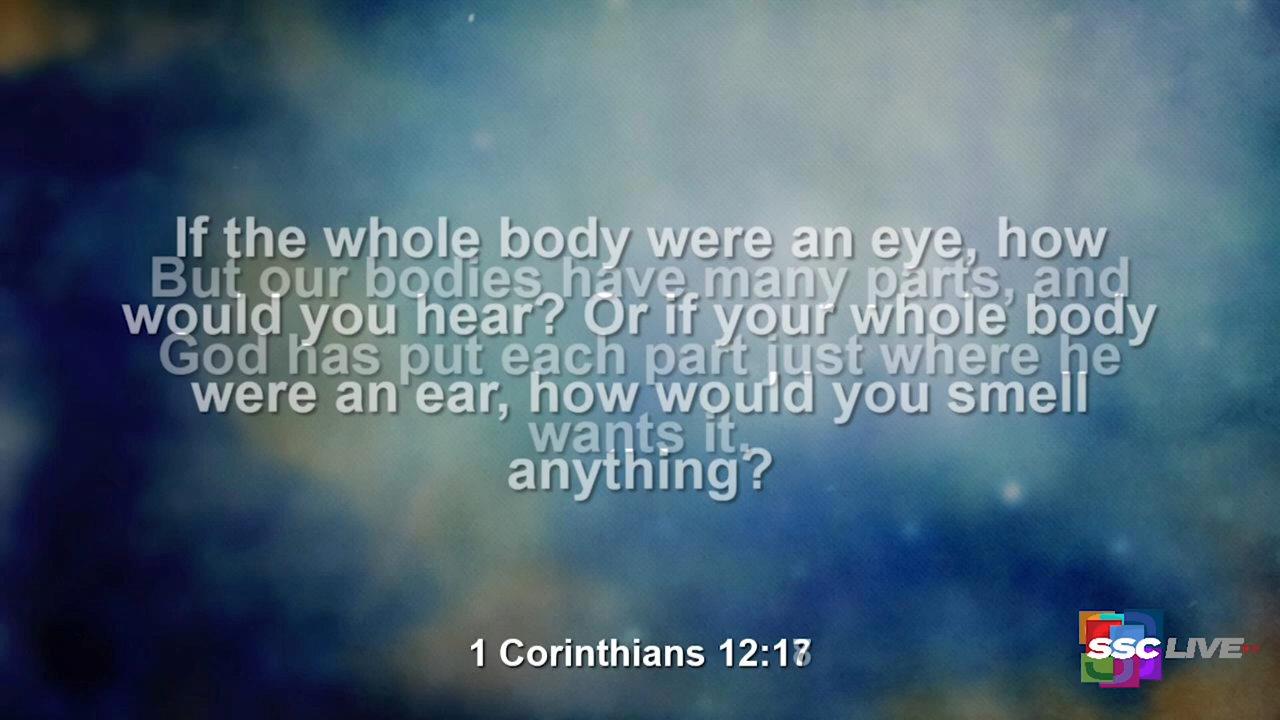 If the whole body were an eye, how
But our bodies have many parts, and
would you hear? Or if your whole body
God has put each part just where he
were an ear, how would you smell
wants it.
anything?
1 Corinthians 12:17
SSC LIVE